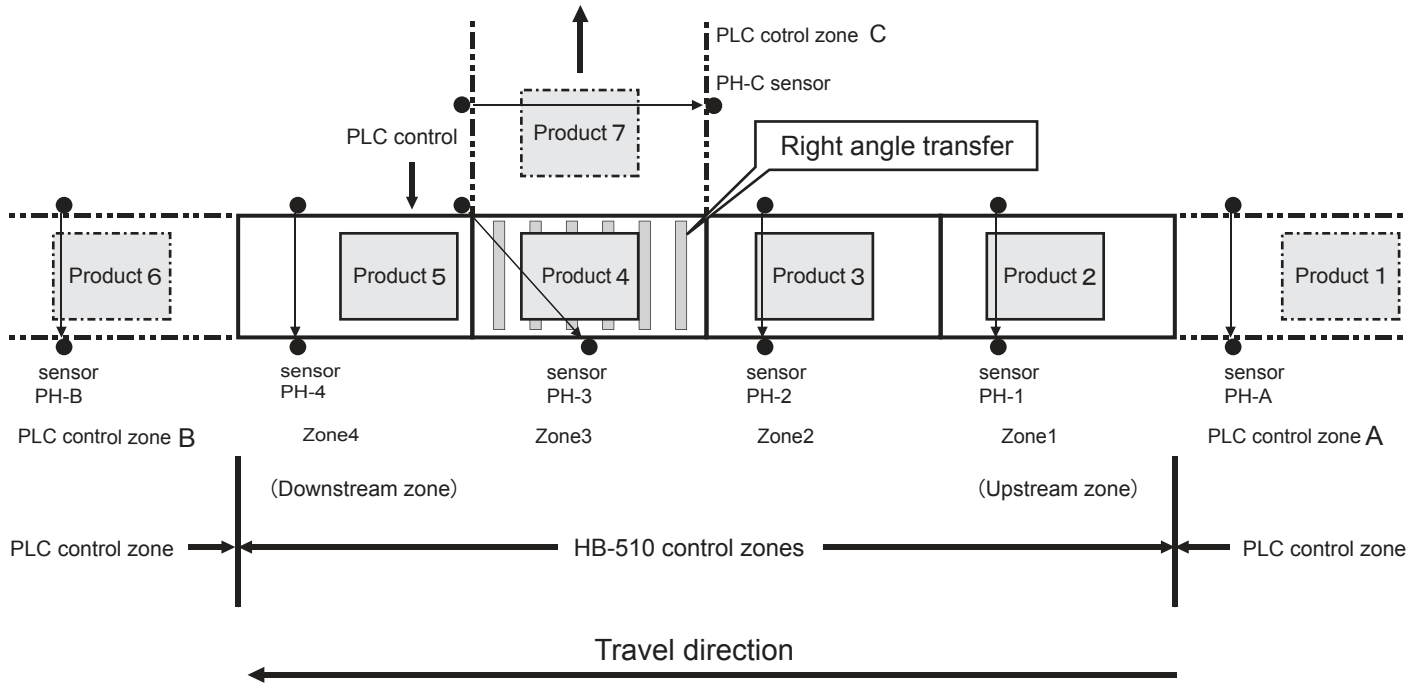 PLC cotrol zone C
PH-C sensor
Product 7
PLC control
Right angle transfer
Product 6
Product 5
Product 4
Product 3
Product 2
Product 1
sensor
PH-B
sensor
PH-4
sensor
PH-3
sensor
PH-2
sensor
PH-1
sensor
PH-A
PLC control zone B
Zone4
Zone3
Zone2
Zone1
PLC control zone A
(Downstream zone)
(Upstream zone)
PLC control zone
HB-510 control zones
PLC control zone
Travel direction